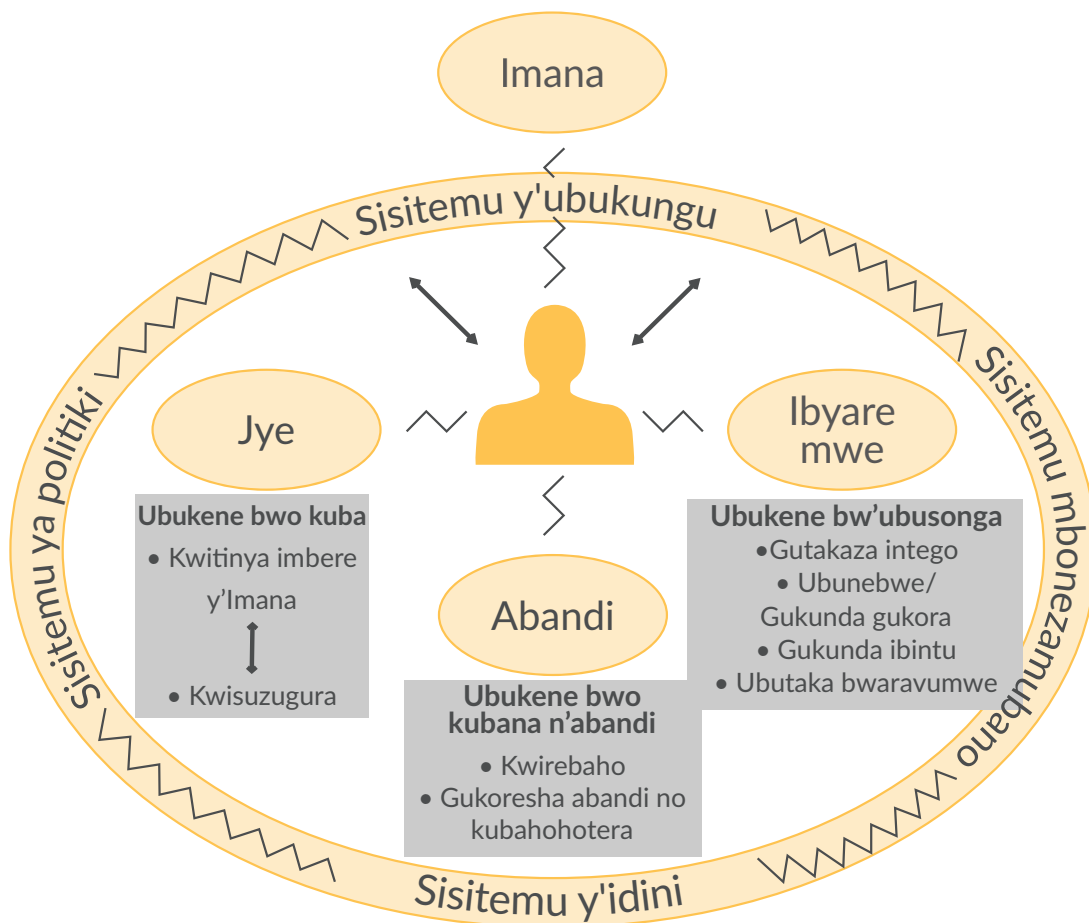 Imana
Sisitemu y'ubukungu
Sisitemu ya politiki
Sisitemu mbonezamubano
Jye
Ibyare
mwe
Ubukene bwo kuba
• Kwitinya imbere
y’Imana
• Kwisuzugura
Abandi
Ubukene bwo
kubana n’abandi
• Kwirebaho
• Gukoresha abandi no
kubahohotera
Ubukene bw’ubusonga
•Gutakaza intego
• Ubunebwe/
Gukunda gukora
• Gukunda ibintu
• Ubutaka bwaravumwe
Sisitemu y'idini